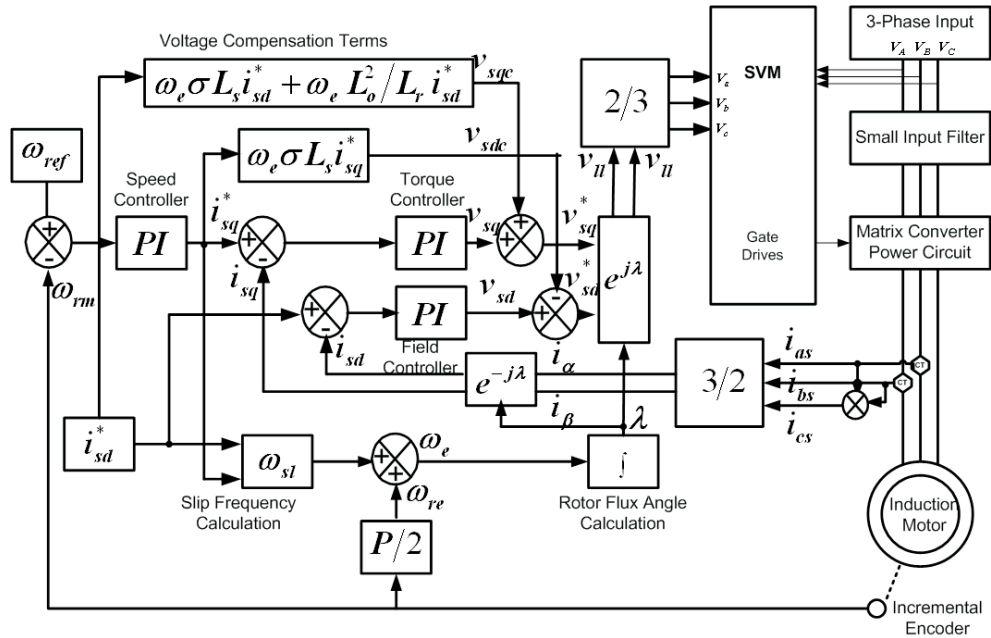 Voltage Compensation Terms
ω_e σ L_s i*_sd + ω_e L_o^2 / L_r i*_sd
v_sqc
ω_e σ L_s i*_sq
v_sdc
2/3
v_ll
v_ll
V_a
V_b
V_c
SVM
Gate
Drives
3-Phase Input
V_A V_B V_C
Small Input Filter
Matrix Converter
Power Circuit
ω_ref
+
-
ω_rm
Speed
Controller
PI
i*_sq
+
-
i_sq
Torque
Controller
PI
v_sq
+
+
v*_sq
+
-
i_sd
PI
Field
Controller
v_sd
-
+
v*_sd
e^jλ
i_α
i_β
e^-jλ
λ
3/2
i_as
i_bs
i_cs
CT
CT
i*_sd
ω_sl
Slip Frequency
Calculation
+
+
ω_e
ω_re
P/2
∫
Rotor Flux Angle
Calculation
Induction
Motor
Incremental
Encoder